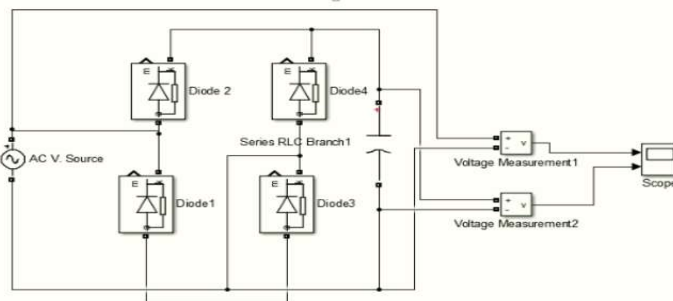 Diode 2
Diode4
Series RLC Branch1
AC V. Source
Voltage Measurement1
Scope
Diode1
Diode3
Voltage Measurement2